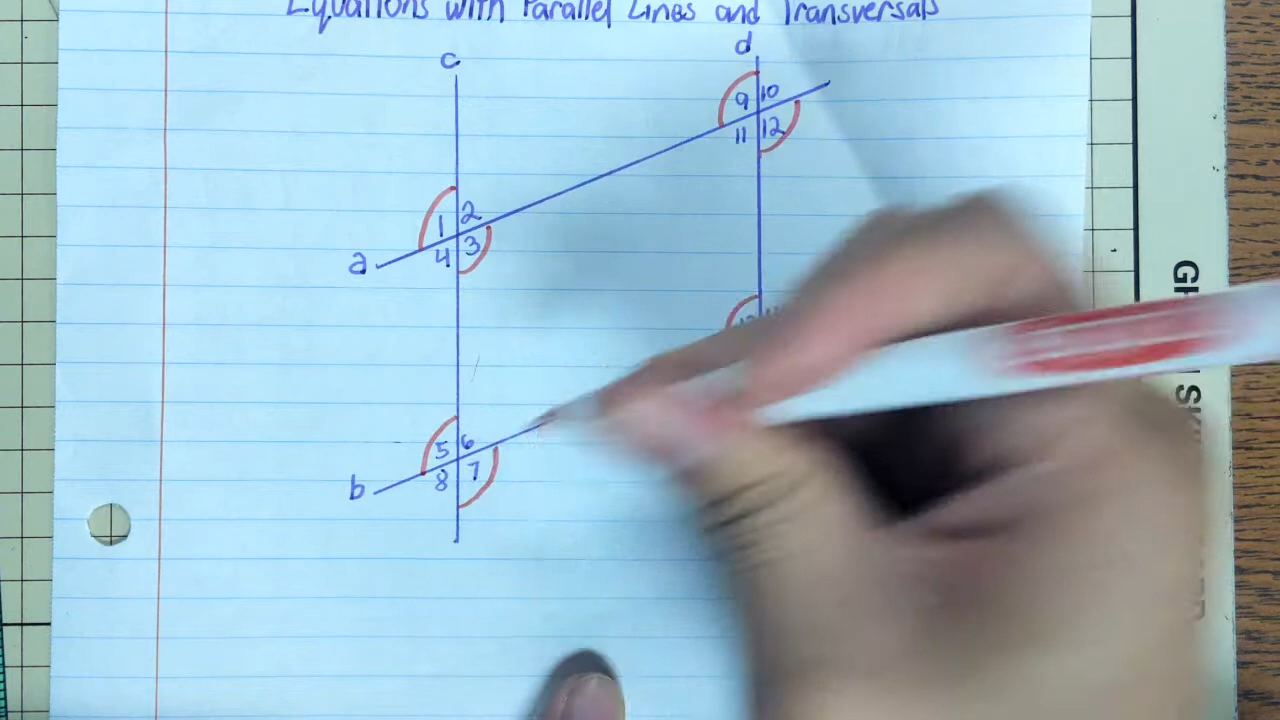 Equations with Parallel Lines and Transversals
d
c
9 10
11 12
1 2
4 3
a
5 6
8 7
b